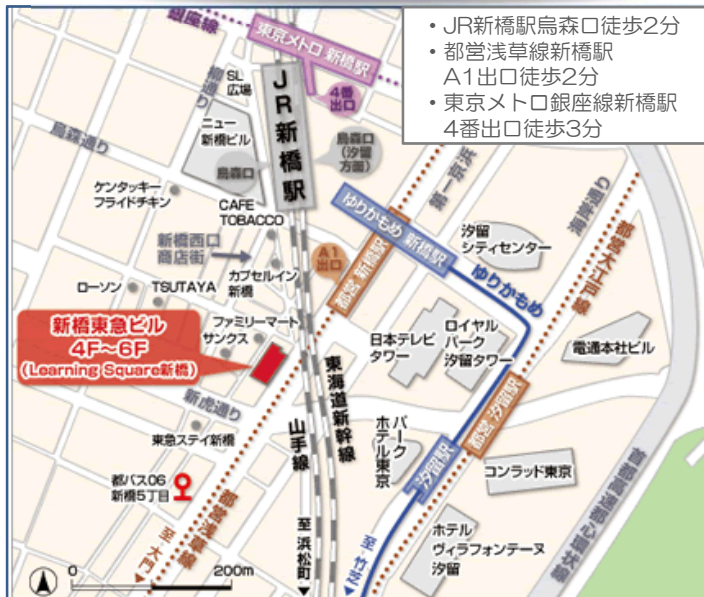 ・JR新橋駅烏森口徒歩2分
・都営浅草線新橋駅
A1出口徒歩2分
・東京メトロ銀座線新橋駅
4番出口徒歩3分
銀座線
東京メトロ 新橋駅
4番
出口
JR新橋駅
SL
広場
柳通り
烏森通り
ニュー
新橋ビル
烏森口
烏森口
(汐留
方面)
ケンタッキー
フライドチキン
CAFE
TOBACCO
新橋西口
商店街
カプセルイン
新橋
A1
出口
都営 新橋駅
ゆりかもめ 新橋駅
ゆりかもめ
汐留
シティセンター
都営大江戸線
ローソン
TSUTAYA
新橋東急ビル
4F~6F
(Learning Square新橋)
ファミリーマート
サンクス
日本テレビ
タワー
ロイヤル
パーク
汐留タワー
電通本社ビル
新虎通り
東急ステイ新橋
山手線
東海道新幹線
パーク
ホテル
東京
汐留駅
都営 汐留駅
コンラッド東京
首都高速都心環状線
都バス06
新橋5丁目
都営浅草線
至 大門
至 浜松町
至 竹芝
ホテル
ヴィラフォンテーヌ
汐留
0
200m